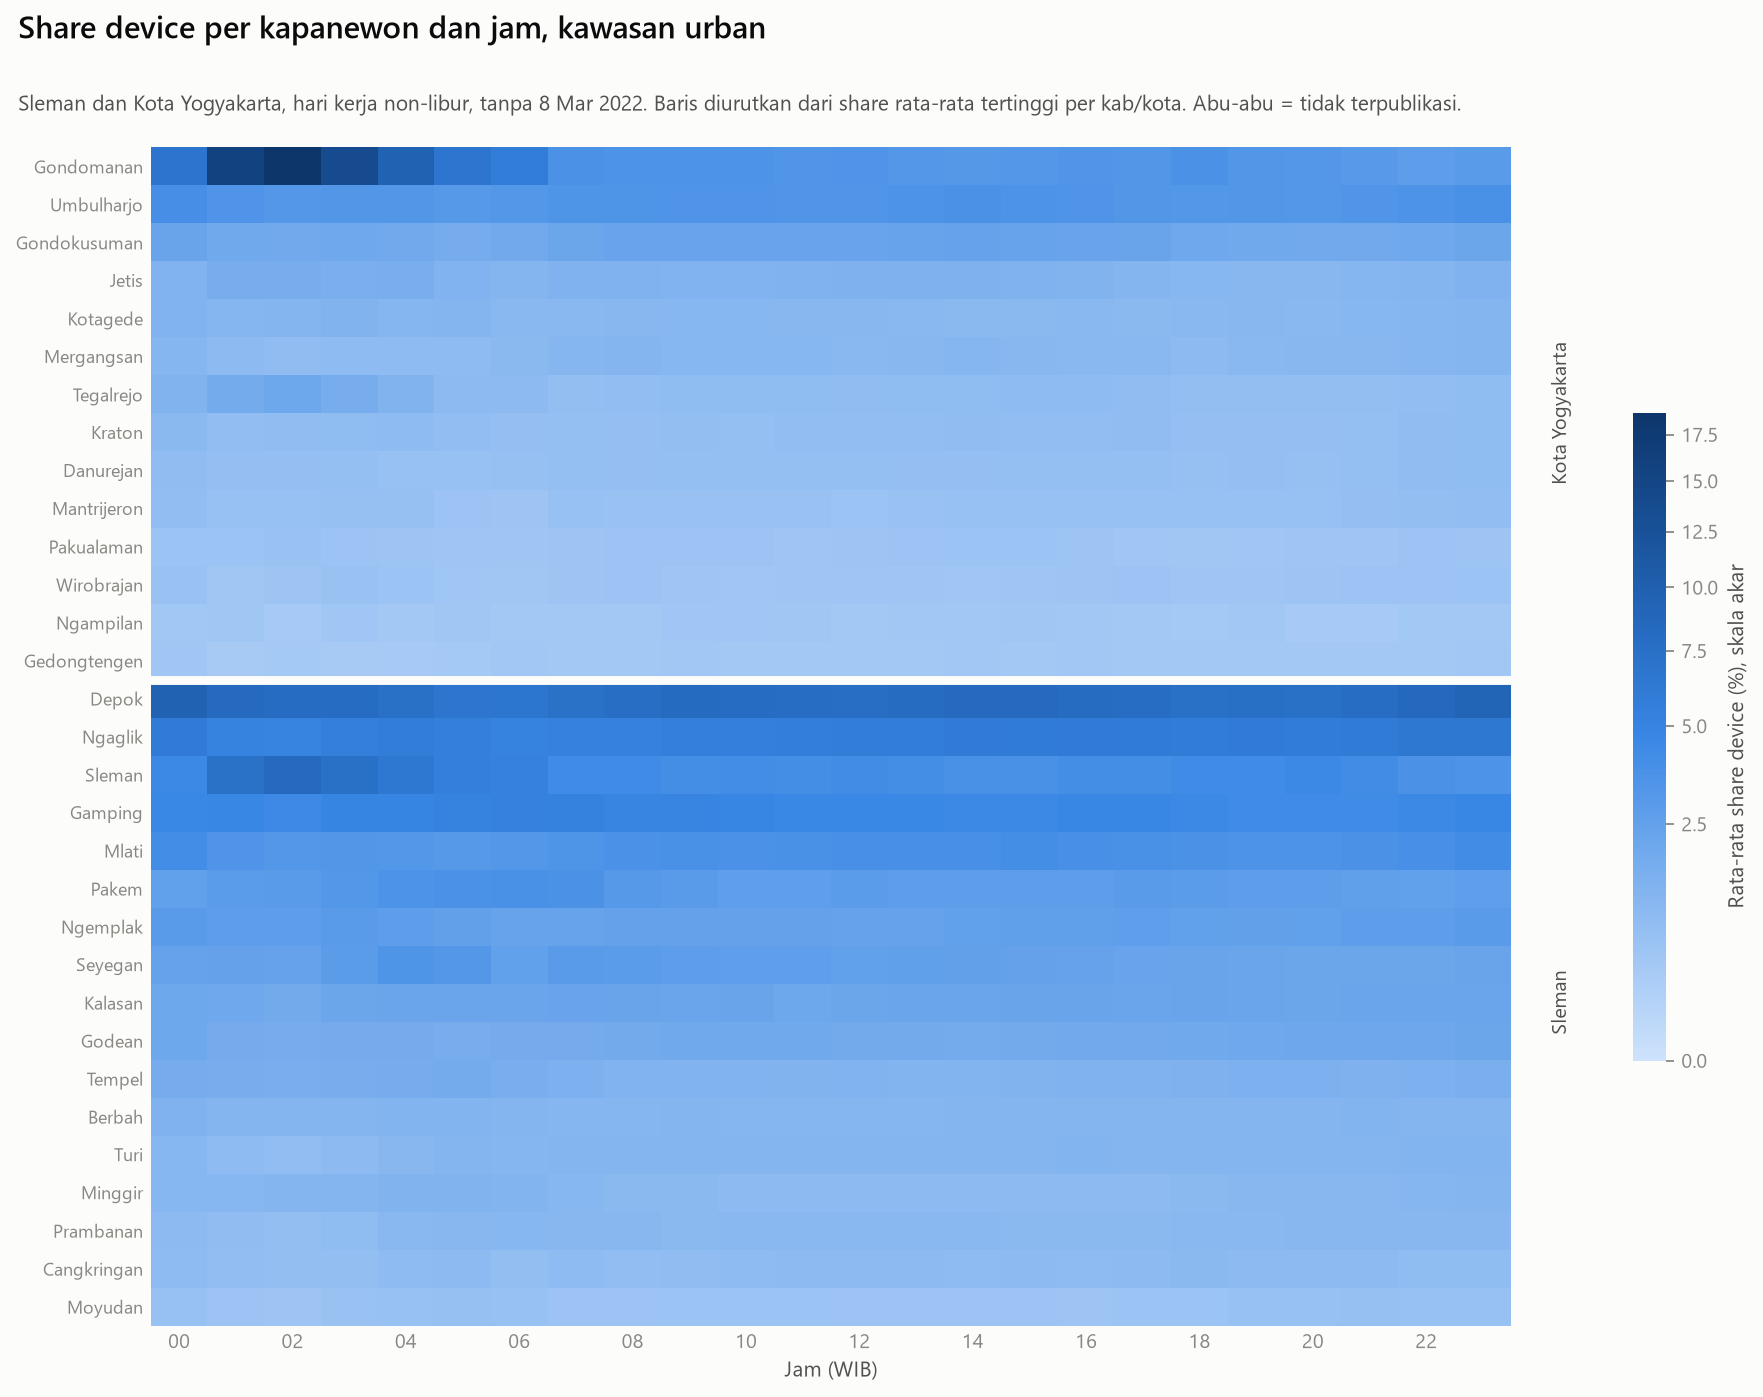 Share device per kapanewon dan jam, kawasan urban
Sleman dan Kota Yogyakarta, hari kerja non-libur, tanpa 8 Mar 2022. Baris diurutkan dari share rata-rata tertinggi per kab/kota. Abu-abu = tidak terpublikasi.
Gondomanan
Umbulharjo
Gondokusuman
Jetis
Kotagede
Mergangsan
Tegalrejo
Kraton
Danurejan
Mantrijeron
Pakualaman
Wirobrajan
Ngampilan
Gedongtengen
Depok
Ngaglik
Sleman
Gamping
Mlati
Pakem
Ngemplak
Seyegan
Kalasan
Godean
Tempel
Berbah
Turi
Minggir
Prambanan
Cangkringan
Moyudan
00 02 04 06 08 10 12 14 16 18 20 22
Jam (WIB)
Kota Yogyakarta
Sleman
17.5
15.0
12.5
10.0
7.5
5.0
2.5
0.0
Rata-rata share device (%), skala akar